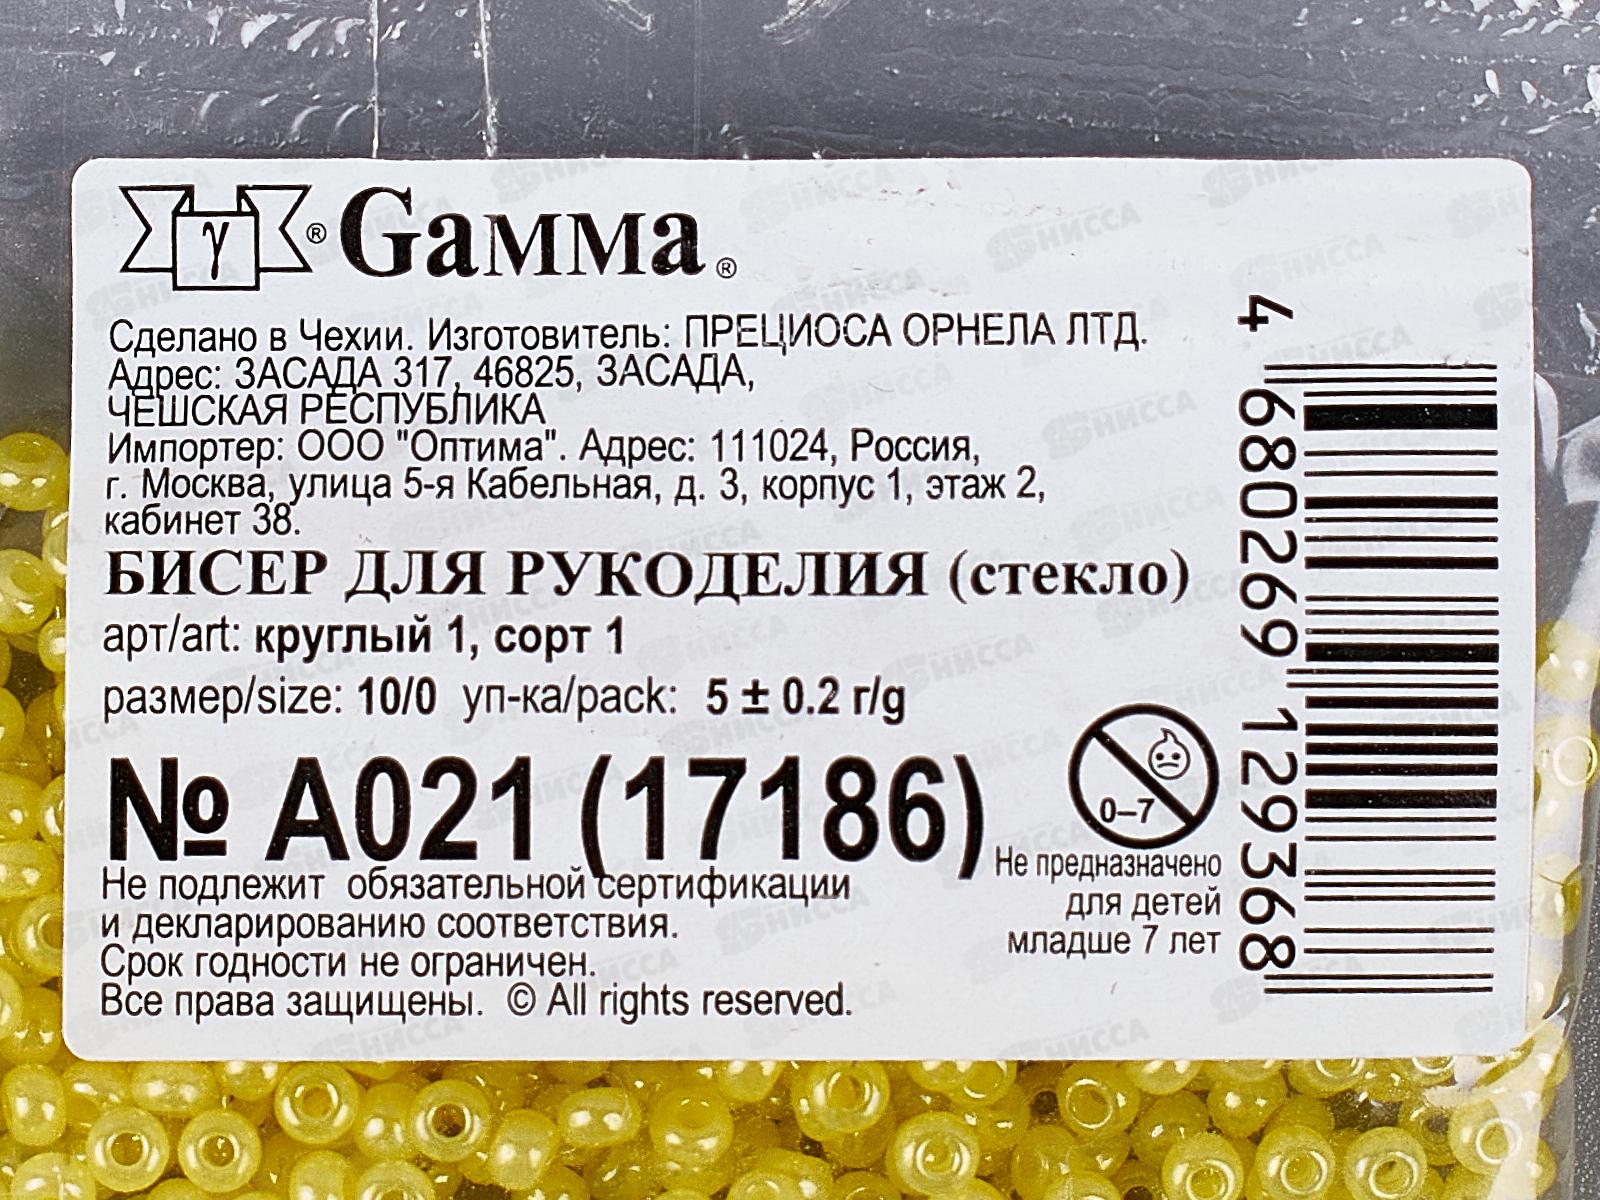 γ® Гамма®
Сделано в Чехии. Изготовитель: ПРЕЦИОСА ОРНЕЛА ЛТД.
Адрес: ЗАСАДА 317, 46825, ЗАСАДА,
ЧЕШСКАЯ РЕСПУБЛИКА
Импортер: ООО "Оптима". Адрес: 111024, Россия,
г. Москва, улица 5-я Кабельная, д. 3, корпус 1, этаж 2,
кабинет 38.
БИСЕР ДЛЯ РУКОДЕЛИЯ (стекло)
арт/art: круглый 1, сорт 1
размер/size: 10/0 уп-ка/pack: 5 ± 0.2 г/g
№ А021 (17186)
Не подлежит обязательной сертификации
и декларированию соответствия.
Срок годности не ограничен.
Все права защищены. © All rights reserved.
0–7
Не предназначено
для детей
младше 7 лет
4 680269 129368
НИССА